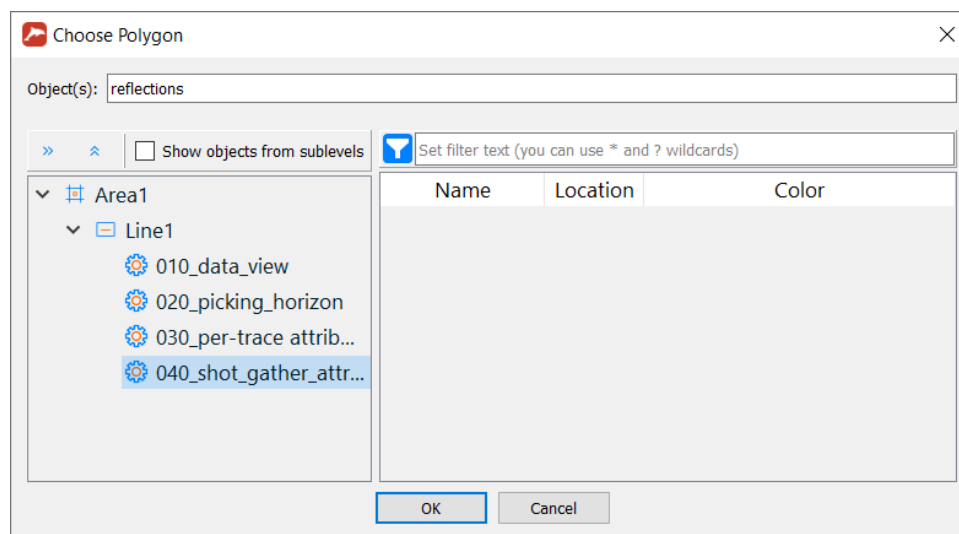 Choose Polygon
Object(s): reflections
Show objects from sublevels
Set filter text (you can use * and ? wildcards)
Name Location Color
Area1
Line1
010_data_view
020_picking_horizon
030_per-trace attrib...
040_shot_gather_attr...
OK Cancel